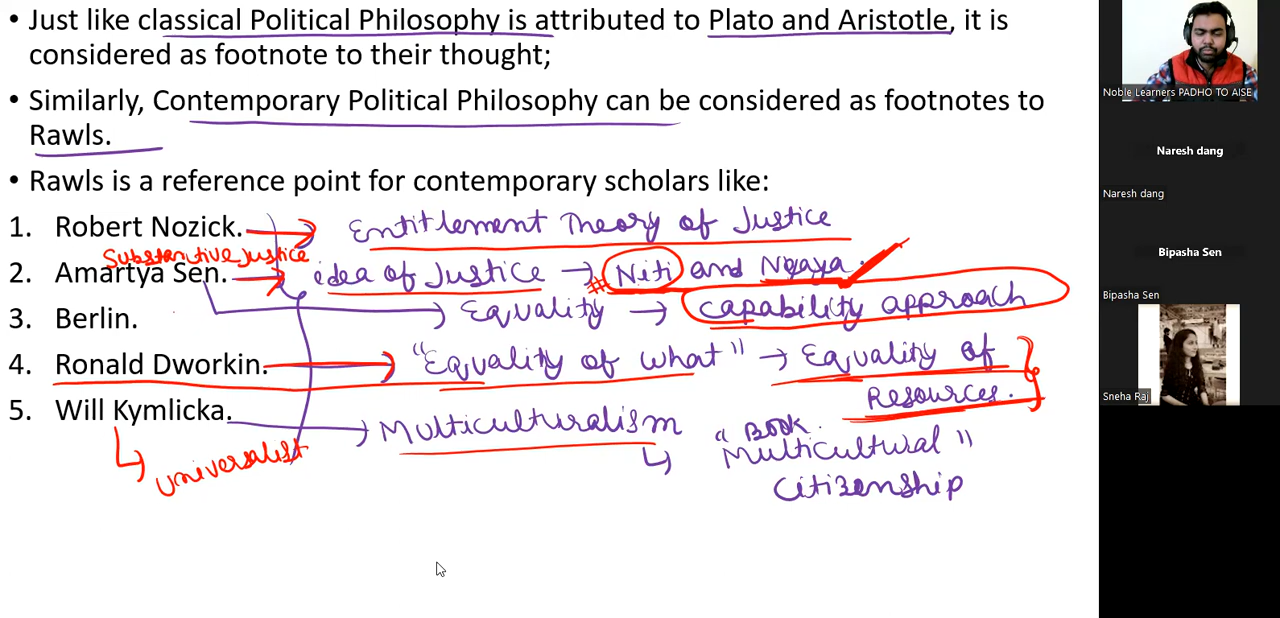 • Just like classical Political Philosophy is attributed to Plato and Aristotle, it is
considered as footnote to their thought;
• Similarly, Contemporary Political Philosophy can be considered as footnotes to
Rawls.
• Rawls is a reference point for contemporary scholars like:
1. Robert Nozick. → Entitlement Theory of Justice
Substantive Justice
2. Amartya Sen. → idea of Justice → # Niti and Nyaya.
→ Equality → capability approach
3. Berlin.
4. Ronald Dworkin. → "Equality of what" → Equality of
Resources.
5. Will Kymlicka. → Multiculturalism
universalist
" Book.
Multicultural "
citizenship
Noble Learners PADHO TO AISE
Naresh dang
Naresh dang
Bipasha Sen
Bipasha Sen
Sneha Raj